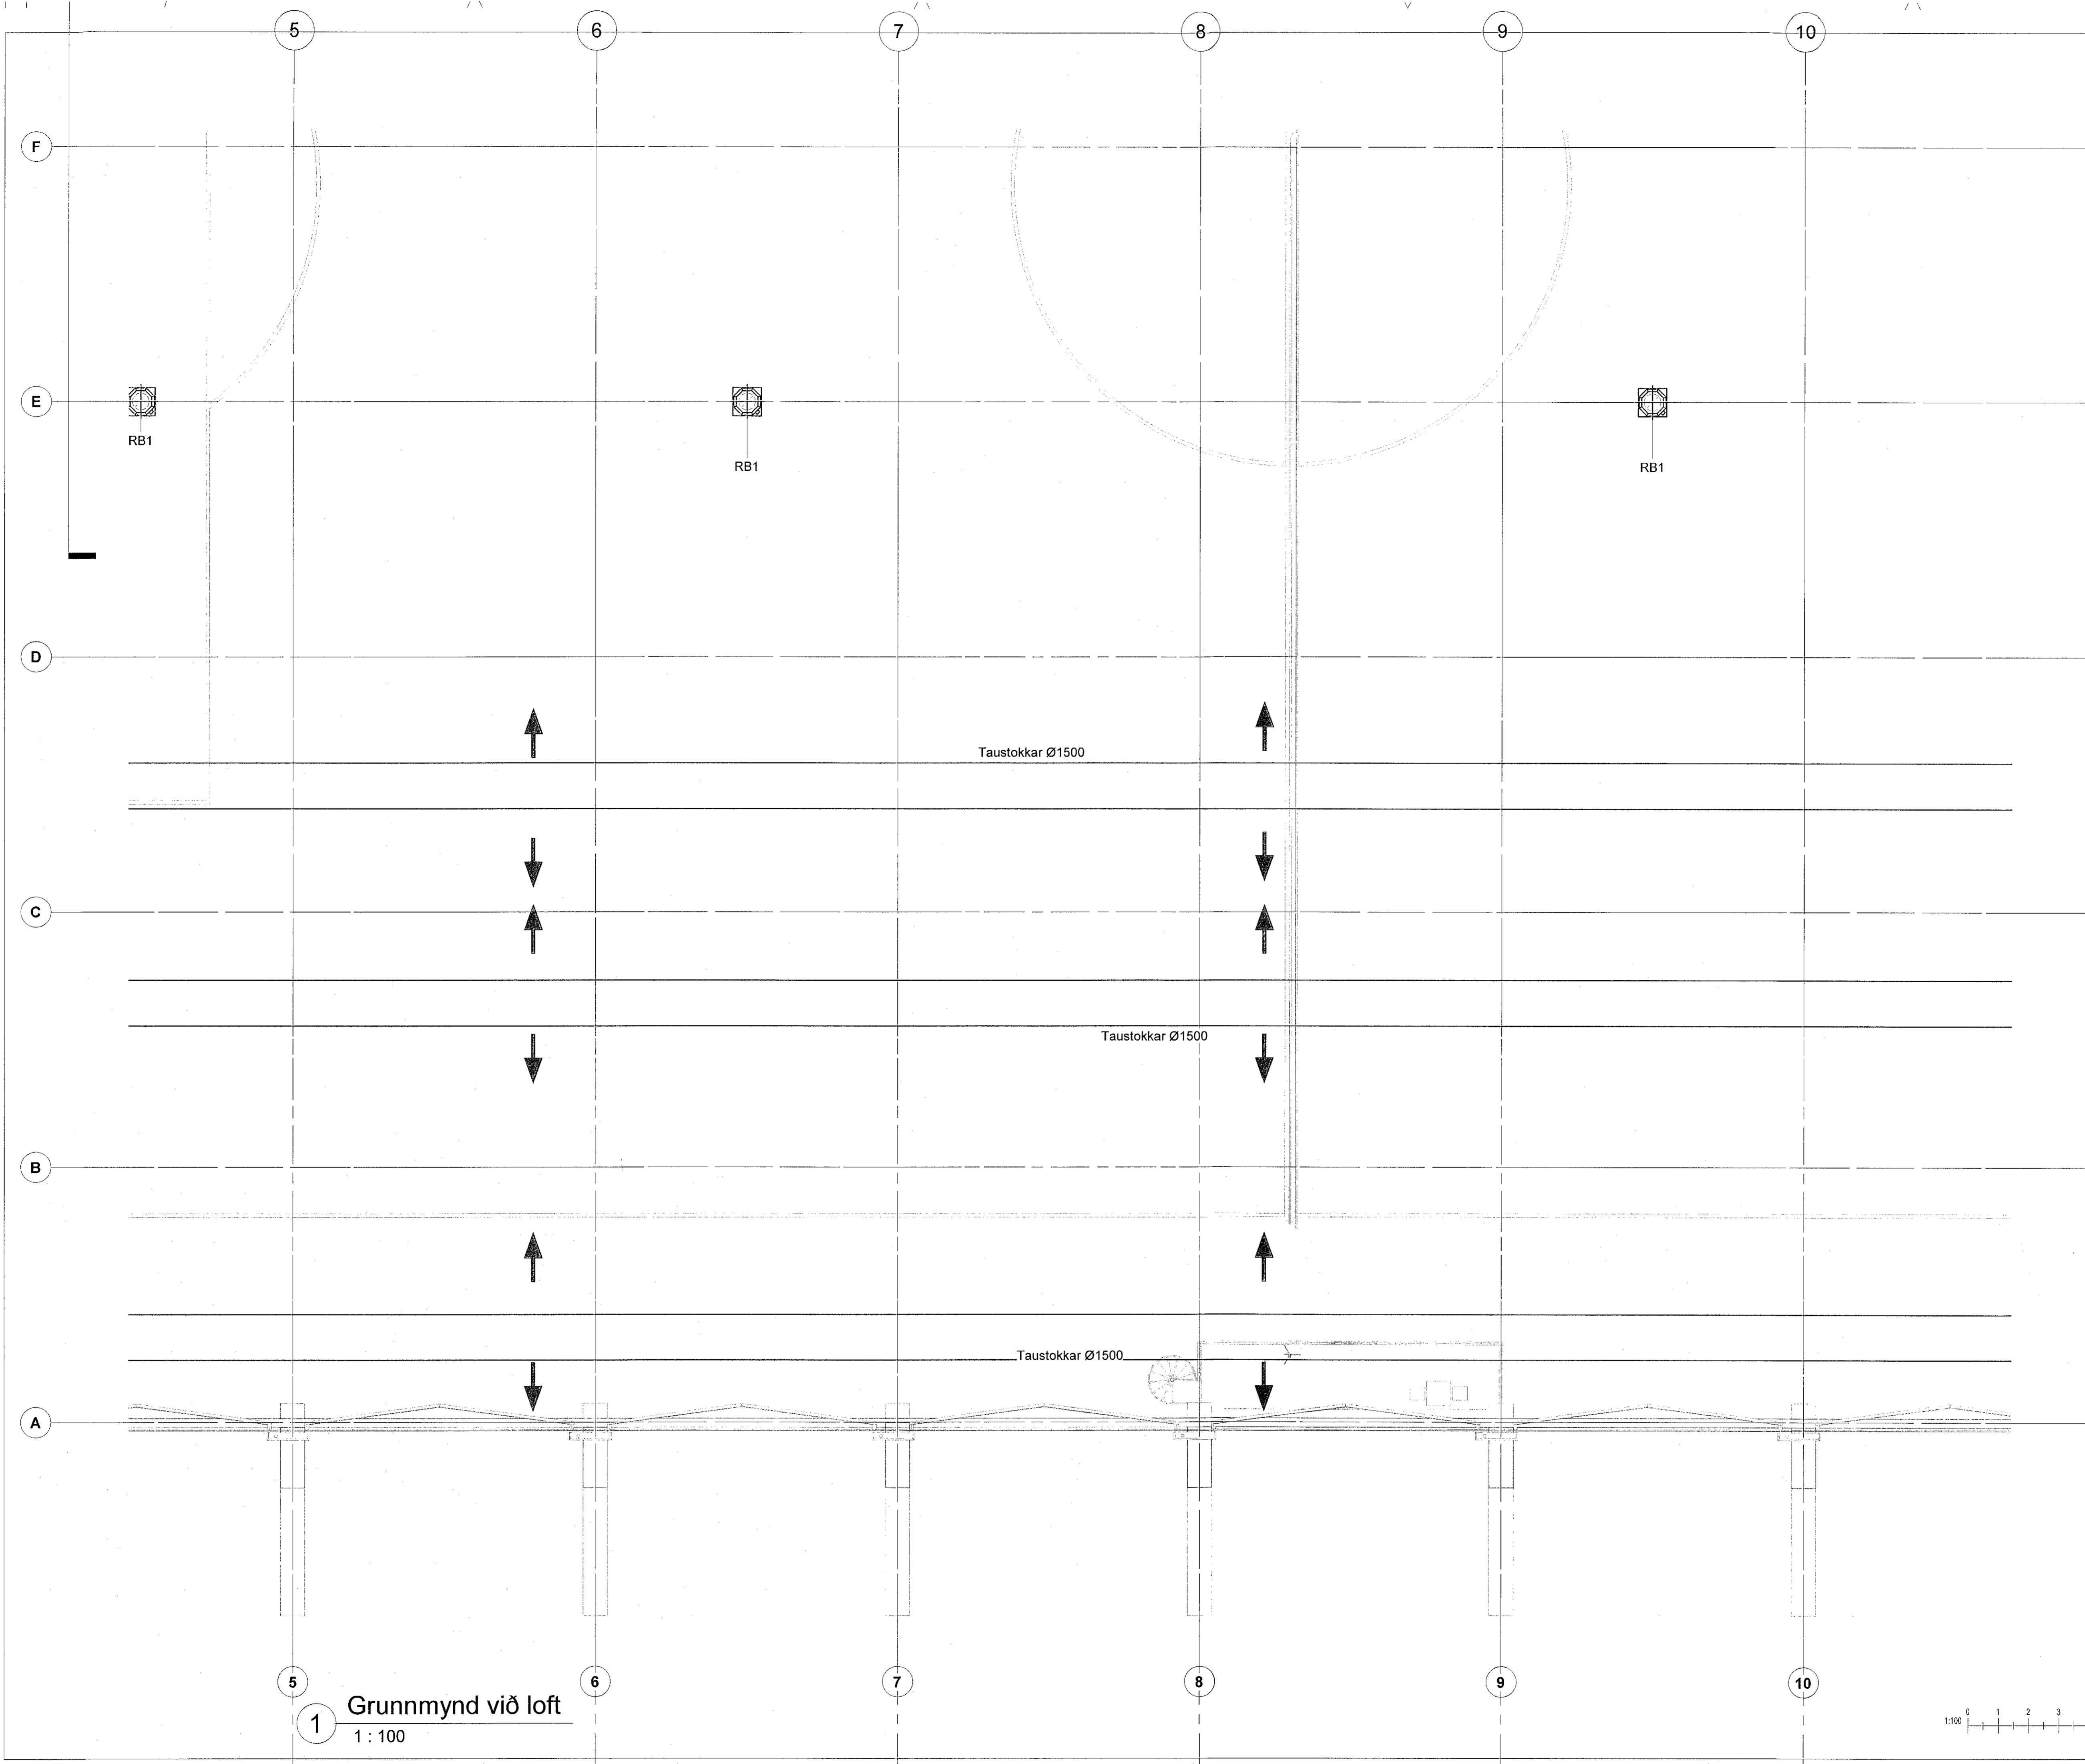 5 6 7 8 9 10
F
E
RB1
RB1
RB1
D
Taustokkar Ø1500
C
Taustokkar Ø1500
B
Taustokkar Ø1500
A
5 6 7 8 9 10
1 Grunnmynd við loft
1 : 100
1:100 0 1 2 3